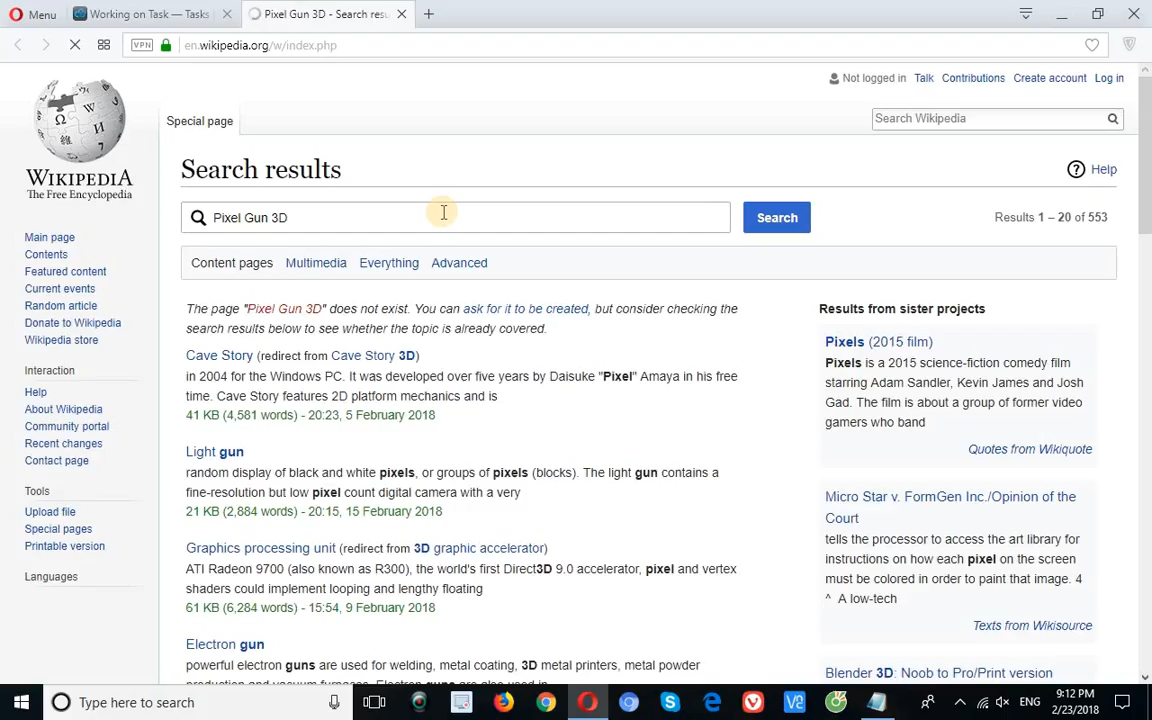 Menu
Working on Task — Tasks
Pixel Gun 3D - Search resu
VPN
en.wikipedia.org/w/index.php
Not logged in Talk Contributions Create account Log in
Special page
Search Wikipedia
WIKIPEDIA
The Free Encyclopedia
Search results
Help
Pixel Gun 3D
Search
Results 1 – 20 of 553
Content pages Multimedia Everything Advanced
Main page
Contents
Featured content
Current events
Random article
Donate to Wikipedia
Wikipedia store
Interaction
Help
About Wikipedia
Community portal
Recent changes
Contact page
Tools
Upload file
Special pages
Printable version
Languages
The page "Pixel Gun 3D" does not exist. You can ask for it to be created, but consider checking the
search results below to see whether the topic is already covered.
Cave Story (redirect from Cave Story 3D)
in 2004 for the Windows PC. It was developed over five years by Daisuke "Pixel" Amaya in his free
time. Cave Story features 2D platform mechanics and is
41 KB (4,581 words) - 20:23, 5 February 2018
Light gun
random display of black and white pixels, or groups of pixels (blocks). The light gun contains a
fine-resolution but low pixel count digital camera with a very
21 KB (2,884 words) - 20:15, 15 February 2018
Graphics processing unit (redirect from 3D graphic accelerator)
ATI Radeon 9700 (also known as R300), the world's first Direct3D 9.0 accelerator, pixel and vertex
shaders could implement looping and lengthy floating
61 KB (6,284 words) - 15:54, 9 February 2018
Electron gun
powerful electron guns are used for welding, metal coating, 3D metal printers, metal powder
production and vacuum furnaces. Electron guns are also used in
Results from sister projects
Pixels (2015 film)
Pixels is a 2015 science-fiction comedy film
starring Adam Sandler, Kevin James and Josh
Gad. The film is about a group of former video
gamers who band
Quotes from Wikiquote
Micro Star v. FormGen Inc./Opinion of the
Court
tells the processor to access the art library for
instructions on how each pixel on the screen
must be colored in order to paint that image. 4
^ A low-tech
Texts from Wikisource
Blender 3D: Noob to Pro/Print version
Type here to search
ENG
9:12 PM
2/23/2018